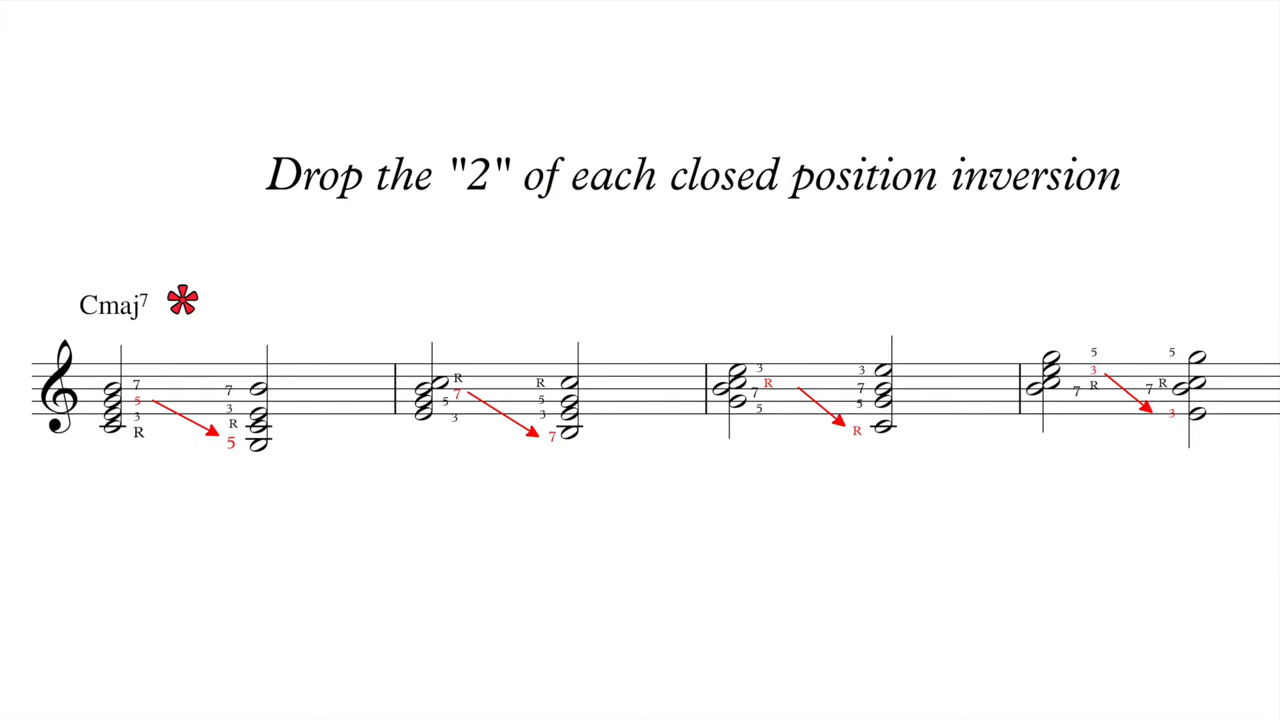 Drop the "2" of each closed position inversion
Cmaj7 *
7 5 3 R 7 3 R 5
R 7 5 3 R 5 3 7
3 R 7 5 3 7 5 R
5 3 R 7 5 R 7 3